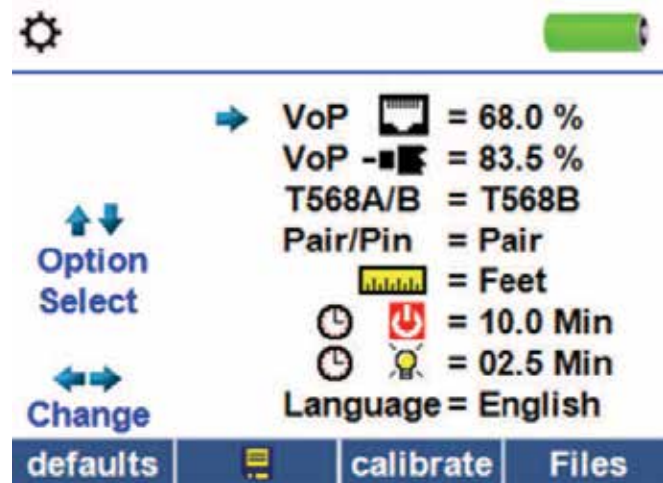 VoP = 68.0 %
VoP = 83.5 %
T568A/B = T568B
Pair/Pin = Pair
= Feet
= 10.0 Min
= 02.5 Min
Language = English
Option
Select
Change
defaults
calibrate
Files